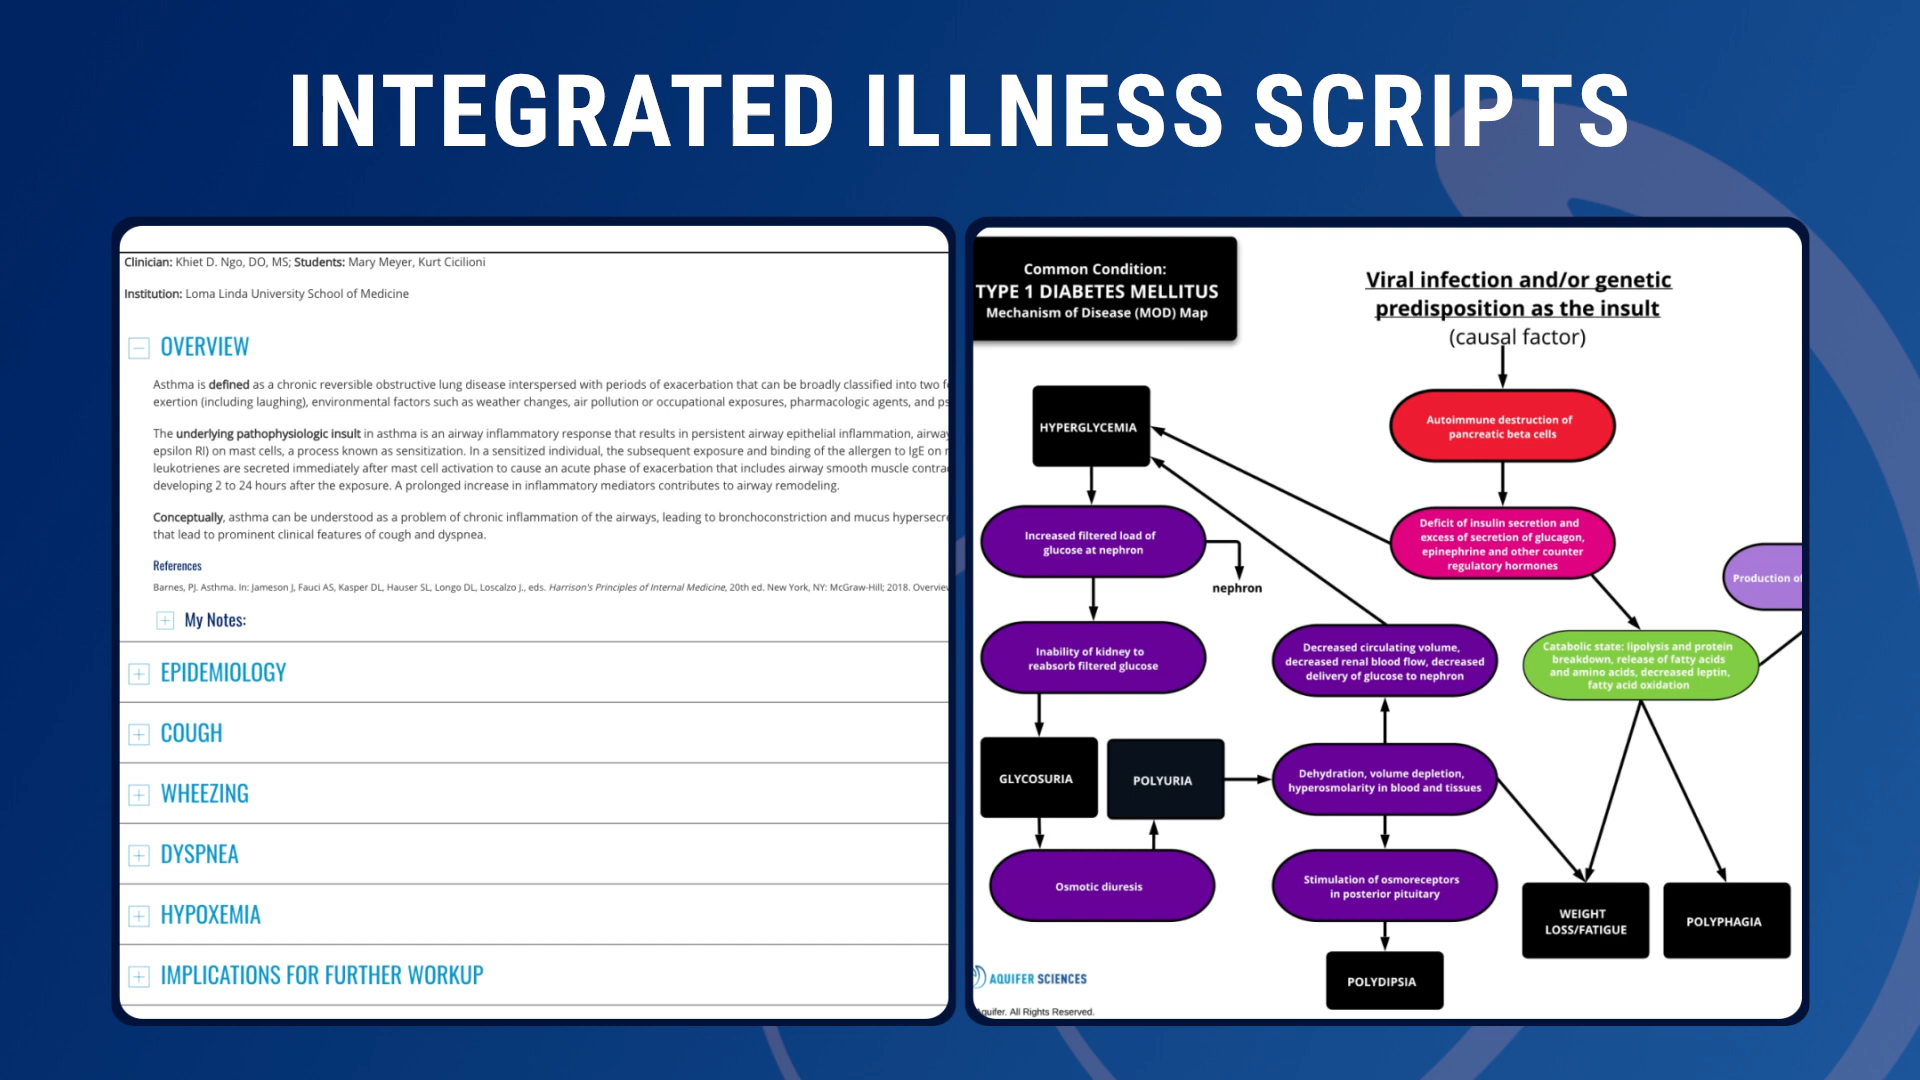 INTEGRATED ILLNESS SCRIPTS
Clinician: Khiet D. Ngo, DO, MS; Students: Mary Meyer, Kurt Cicilioni
Institution: Loma Linda University School of Medicine
OVERVIEW
Asthma is defined as a chronic reversible obstructive lung disease interspersed with periods of exacerbation that can be broadly classified into two
exertion (including laughing), environmental factors such as weather changes, air pollution or occupational exposures, pharmacologic agents, and
The underlying pathophysiologic insult in asthma is an airway inflammatory response that results in persistent airway epithelial inflammation,
epsilon RI) on mast cells, a process known as sensitization. In a sensitized individual, the subsequent exposure and binding of the allergen to IgE on
leukotrienes are secreted immediately after mast cell activation to cause an acute phase of exacerbation that includes airway smooth muscle
developing 2 to 24 hours after the exposure. A prolonged increase in inflammatory mediators contributes to airway remodeling.
Conceptually, asthma can be understood as a problem of chronic inflammation of the airways, leading to bronchoconstriction and mucus
that lead to prominent clinical features of cough and dyspnea.
References
Barnes, PJ. Asthma. In: Jameson J, Fauci AS, Kasper DL, Hauser SL, Longo DL, Loscalzo J., eds. Harrison's Principles of Internal Medicine, 20th ed. New York, NY: McGraw-Hill; 2018.
My Notes:
EPIDEMIOLOGY
COUGH
WHEEZING
DYSPNEA
HYPOXEMIA
IMPLICATIONS FOR FURTHER WORKUP
Common Condition:
TYPE 1 DIABETES MELLITUS
Mechanism of Disease (MOD) Map
Viral infection and/or genetic
predisposition as the insult
(causal factor)
HYPERGLYCEMIA
Autoimmune destruction of
pancreatic beta cells
Increased filtered load of
glucose at nephron
nephron
Deficit of insulin secretion and
excess of secretion of glucagon,
epinephrine and other counter
regulatory hormones
Production of
Inability of kidney to
reabsorb filtered glucose
Decreased circulating volume,
decreased renal blood flow, decreased
delivery of glucose to nephron
Catabolic state: lipolysis and protein
breakdown, release of fatty acids
and amino acids, decreased leptin,
fatty acid oxidation
GLYCOSURIA
POLYURIA
Dehydration, volume depletion,
hyperosmolarity in blood and tissues
Osmotic diuresis
Stimulation of osmoreceptors
in posterior pituitary
WEIGHT
LOSS/FATIGUE
POLYPHAGIA
POLYDIPSIA
AQUIFER SCIENCES
quifer. All Rights Reserved.